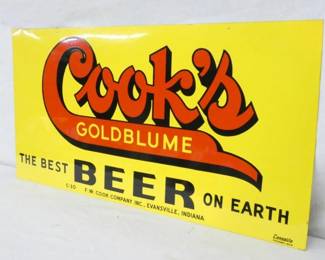 Cook's
GOLDBLUME
THE BEST BEER ON EARTH
F.W. COOK COMPANY INC., EVANSVILLE, INDIANA